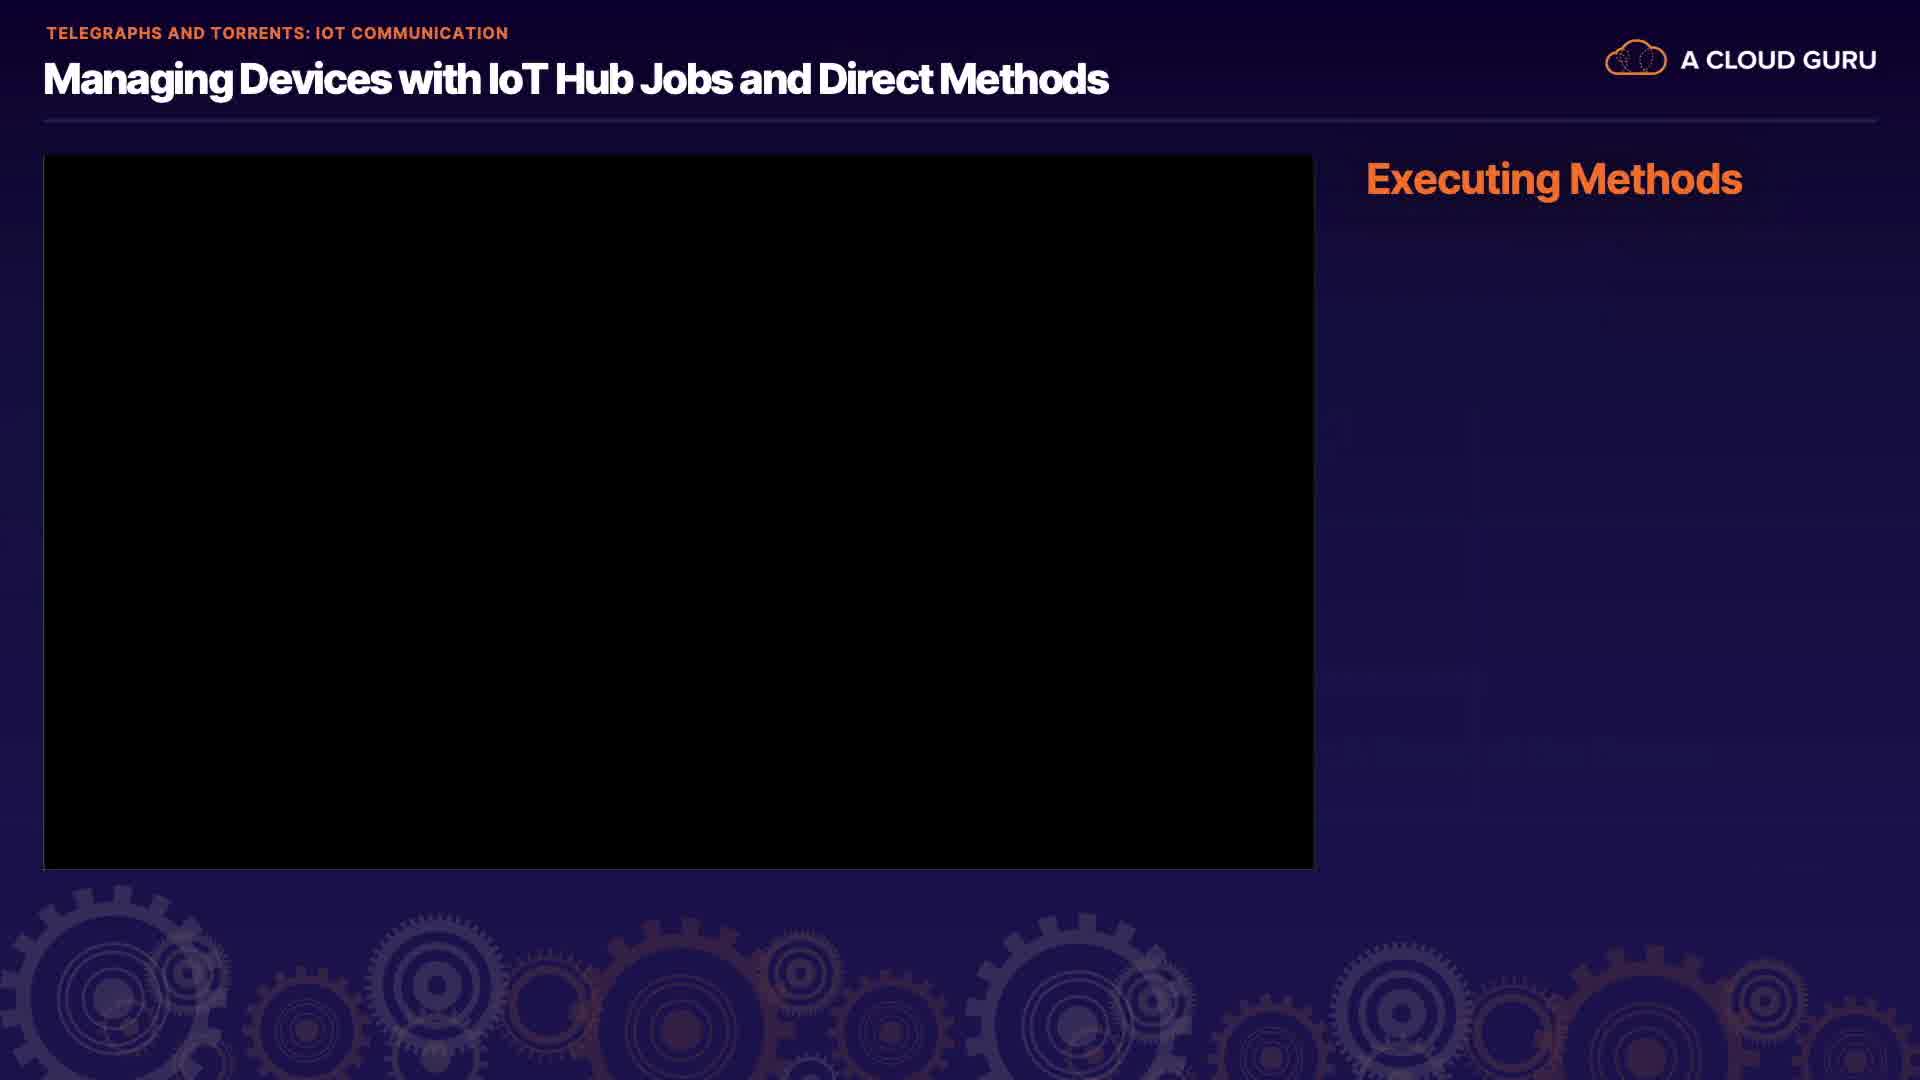 TELEGRAPHS AND TORRENTS: IOT COMMUNICATION
Managing Devices with IoT Hub Jobs and Direct Methods
A CLOUD GURU
Executing Methods